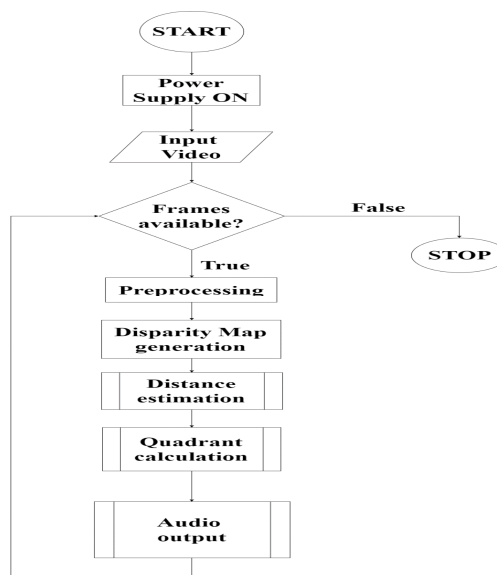 START
Power
Supply ON
Input
Video
Frames
available?
False
STOP
True
Preprocessing
Disparity Map
generation
Distance
estimation
Quadrant
calculation
Audio
output